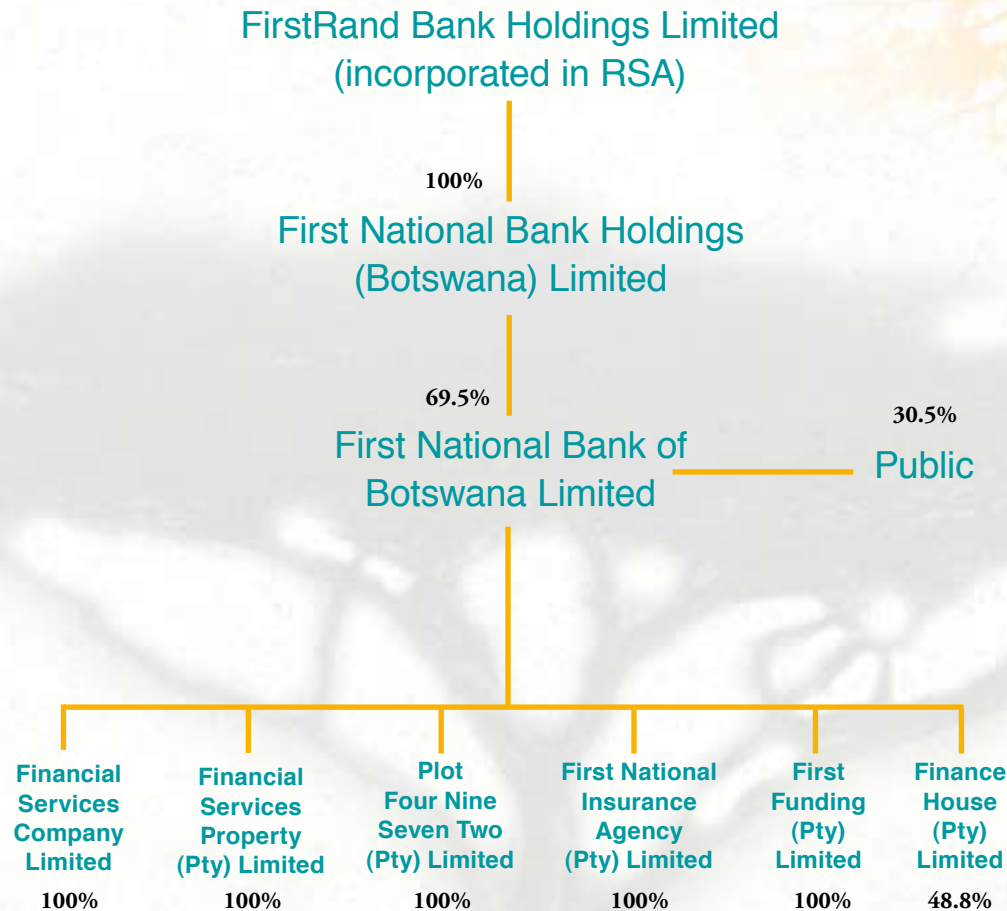 FirstRand Bank Holdings Limited
(incorporated in RSA)
100%
First National Bank Holdings
(Botswana) Limited
69.5%
First National Bank of
Botswana Limited
30.5%
Public
Financial
Services
Company
Limited
100%
Financial
Services
Property
(Pty) Limited
100%
Plot
Four Nine
Seven Two
(Pty) Limited
100%
First National
Insurance
Agency
(Pty) Limited
100%
First
Funding
(Pty)
Limited
100%
Finance
House
(Pty)
Limited
48.8%